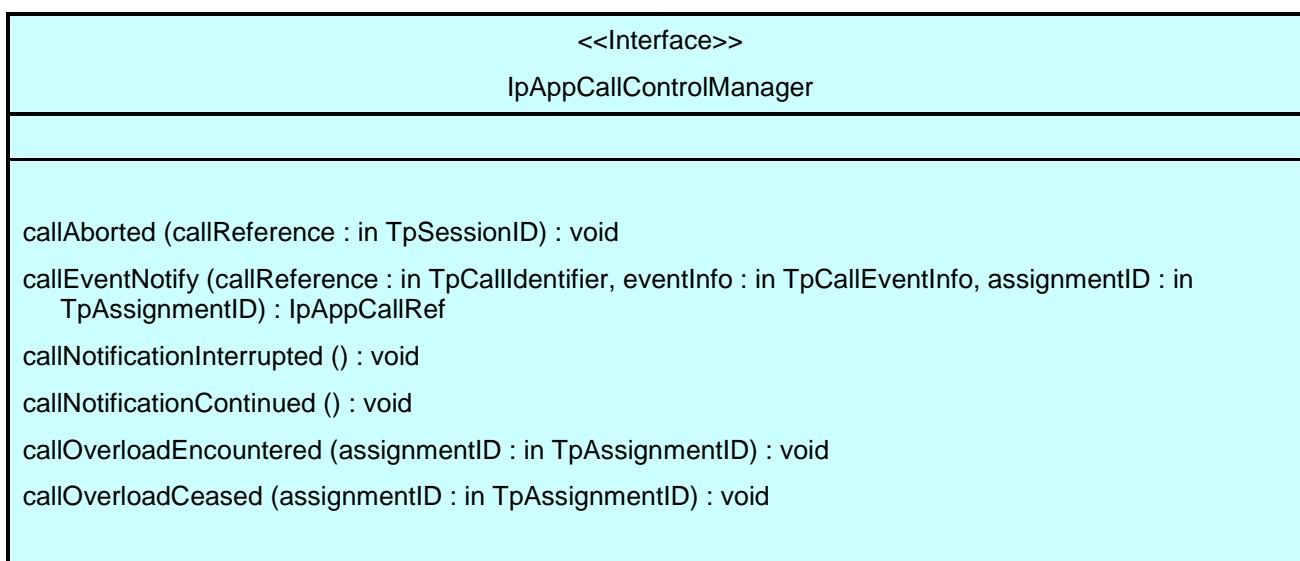 <<Interface>>
IpAppCallControlManager
callAborted (callReference : in TpSessionID) : void
callEventNotify (callReference : in TpCallIdentifier, eventInfo : in TpCallEventInfo, assignmentID : in
TpAssignmentID) : IpAppCallRef
callNotificationInterrupted () : void
callNotificationContinued () : void
callOverloadEncountered (assignmentID : in TpAssignmentID) : void
callOverloadCeased (assignmentID : in TpAssignmentID) : void